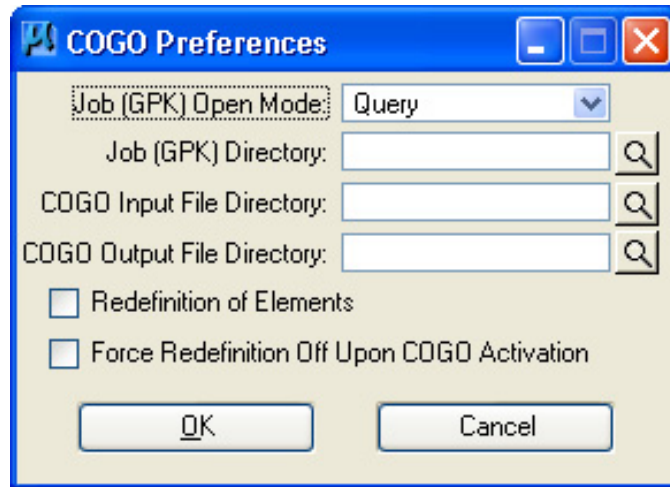 COGO Preferences
Job (GPK) Open Mode: Query
Job (GPK) Directory:
COGO Input File Directory:
COGO Output File Directory:
Redefinition of Elements
Force Redefinition Off Upon COGO Activation
OK Cancel